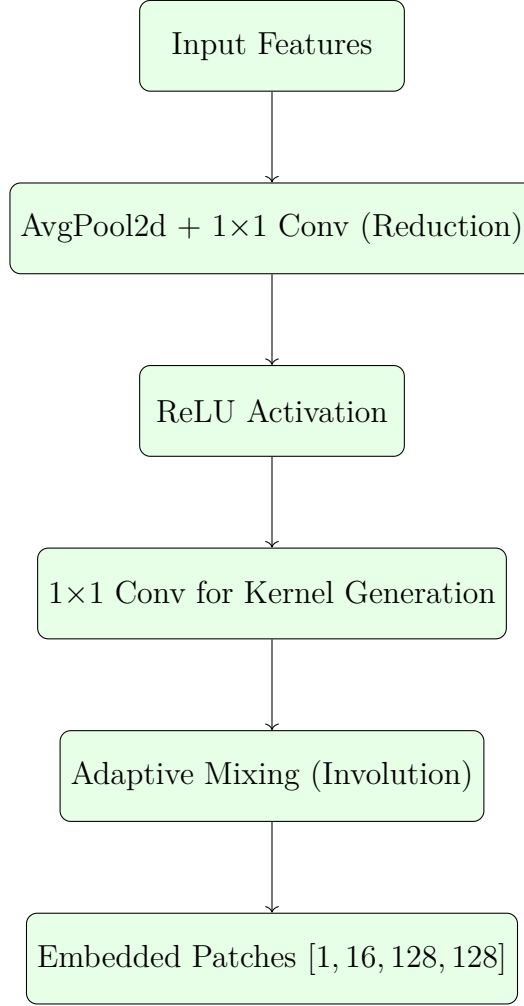 Input Features
AvgPool2d + 1×1 Conv (Reduction)
ReLU Activation
1×1 Conv for Kernel Generation
Adaptive Mixing (Involution)
Embedded Patches [1, 16, 128, 128]